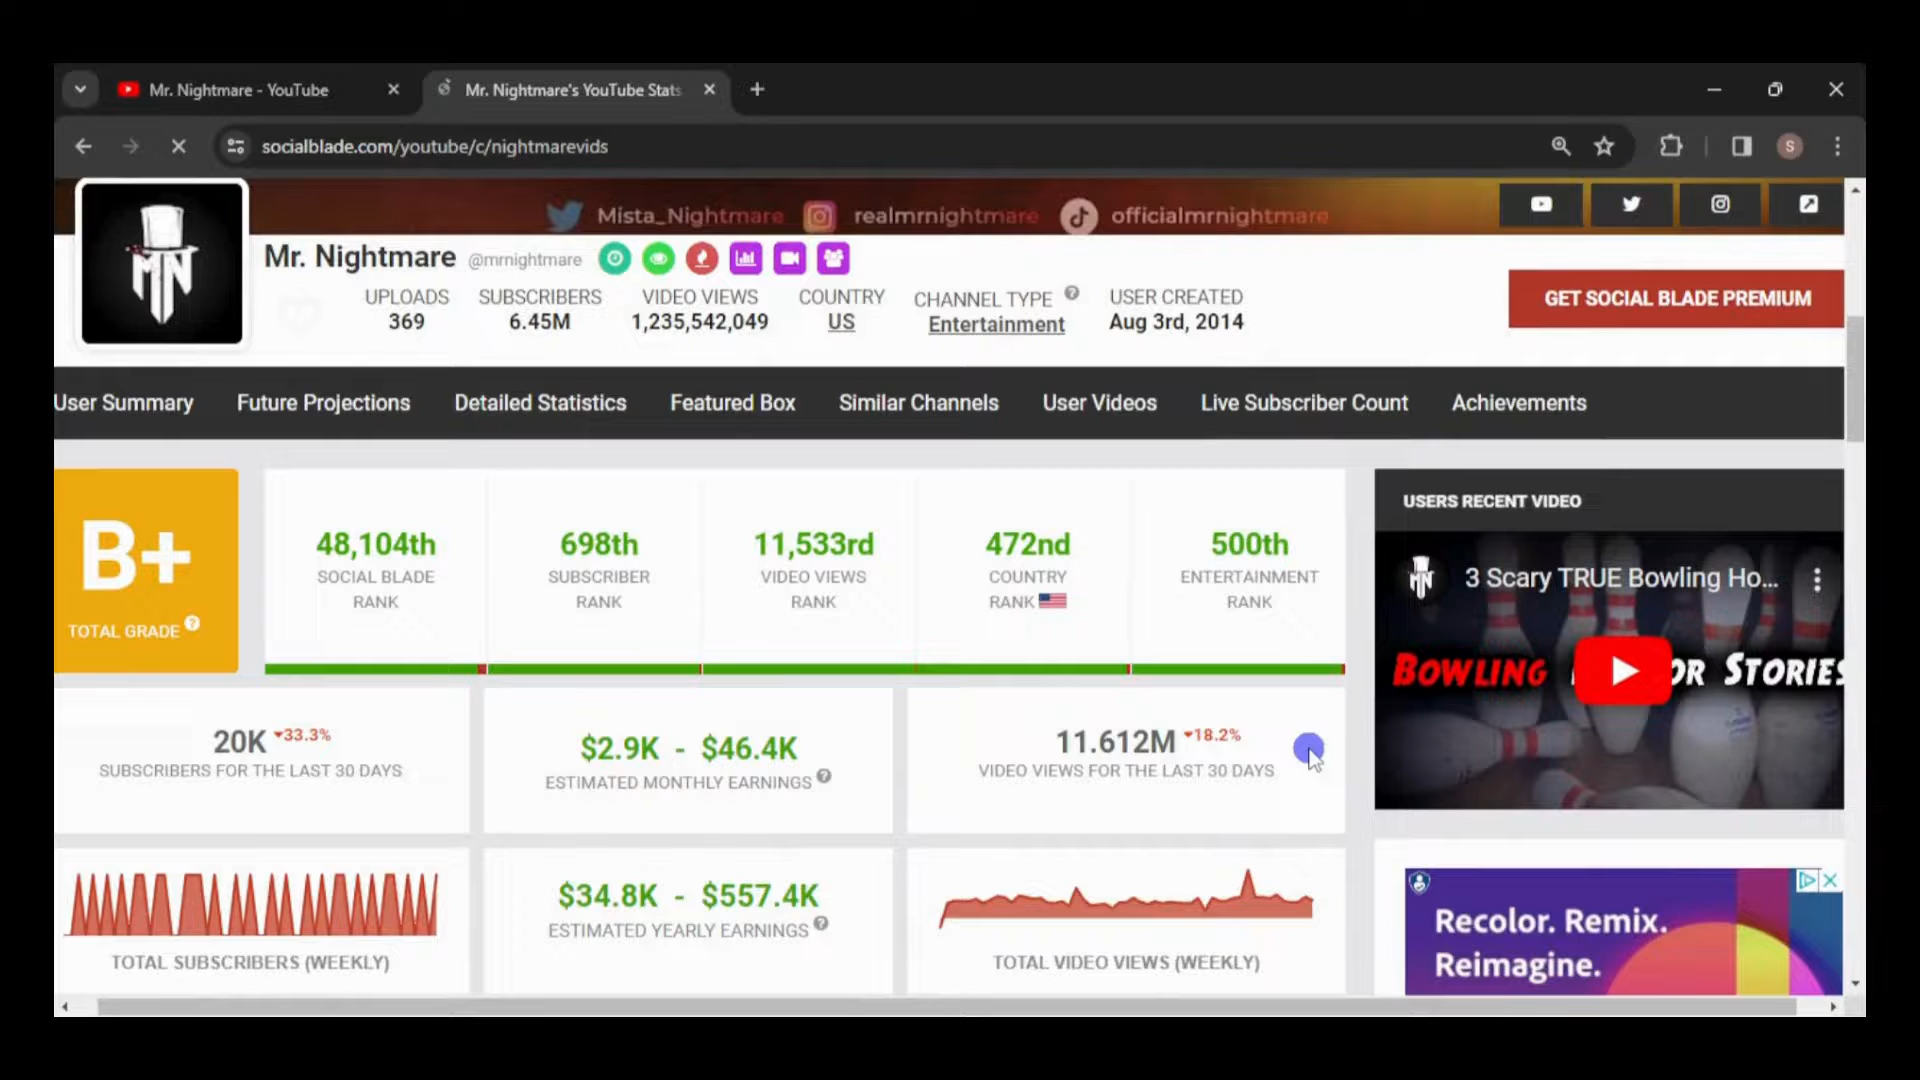 Mr. Nightmare - YouTube
Mr. Nightmare's YouTube Stats
socialblade.com/youtube/c/nightmarevids
S
Mista_Nightmare realmrnightmare officialmrnightmare
MN
Mr. Nightmare @mrnightmare
UPLOADS
369
SUBSCRIBERS
6.45M
VIDEO VIEWS
1,235,542,049
COUNTRY
US
CHANNEL TYPE
Entertainment
USER CREATED
Aug 3rd, 2014
GET SOCIAL BLADE PREMIUM
User Summary Future Projections Detailed Statistics Featured Box Similar Channels User Videos Live Subscriber Count Achievements
B+
TOTAL GRADE
48,104th
SOCIAL BLADE
RANK
698th
SUBSCRIBER
RANK
11,533rd
VIDEO VIEWS
RANK
472nd
COUNTRY
RANK
500th
ENTERTAINMENT
RANK
USERS RECENT VIDEO
MN
3 Scary TRUE Bowling Ho...
BOWLING OR STORIES
20K 33.3%
SUBSCRIBERS FOR THE LAST 30 DAYS
$2.9K - $46.4K
ESTIMATED MONTHLY EARNINGS
11.612M 18.2%
VIDEO VIEWS FOR THE LAST 30 DAYS
TOTAL SUBSCRIBERS (WEEKLY)
$34.8K - $557.4K
ESTIMATED YEARLY EARNINGS
TOTAL VIDEO VIEWS (WEEKLY)
Recolor. Remix.
Reimagine.